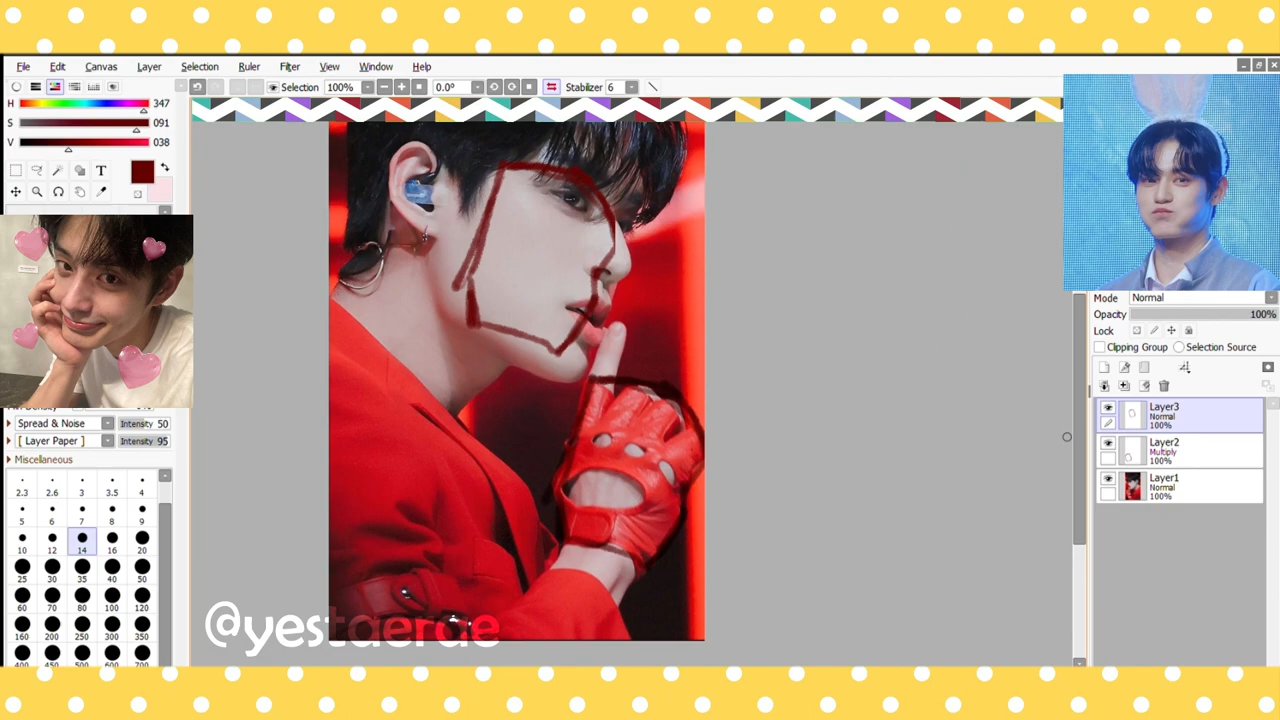 File Edit Canvas Layer Selection Ruler Filter View Window Help
Selection 100% 0.0° Stabilizer 6
H 347
S 091
V 038
T
Mode Normal
Opacity 100%
Lock
Clipping Group Selection Source
Layer3
Normal
100%
Layer2
Multiply
100%
Layer1
Normal
100%
Spread & Noise Intensity 50
[ Layer Paper ] Intensity 95
Miscellaneous
2.3 2.6 3 3.5 4
5 6 7 8 9
10 12 14 16 20
25 30 35 40 50
60 70 80 100 120
160 200 250 300 350
400 450 500 600 700
@yestaerae